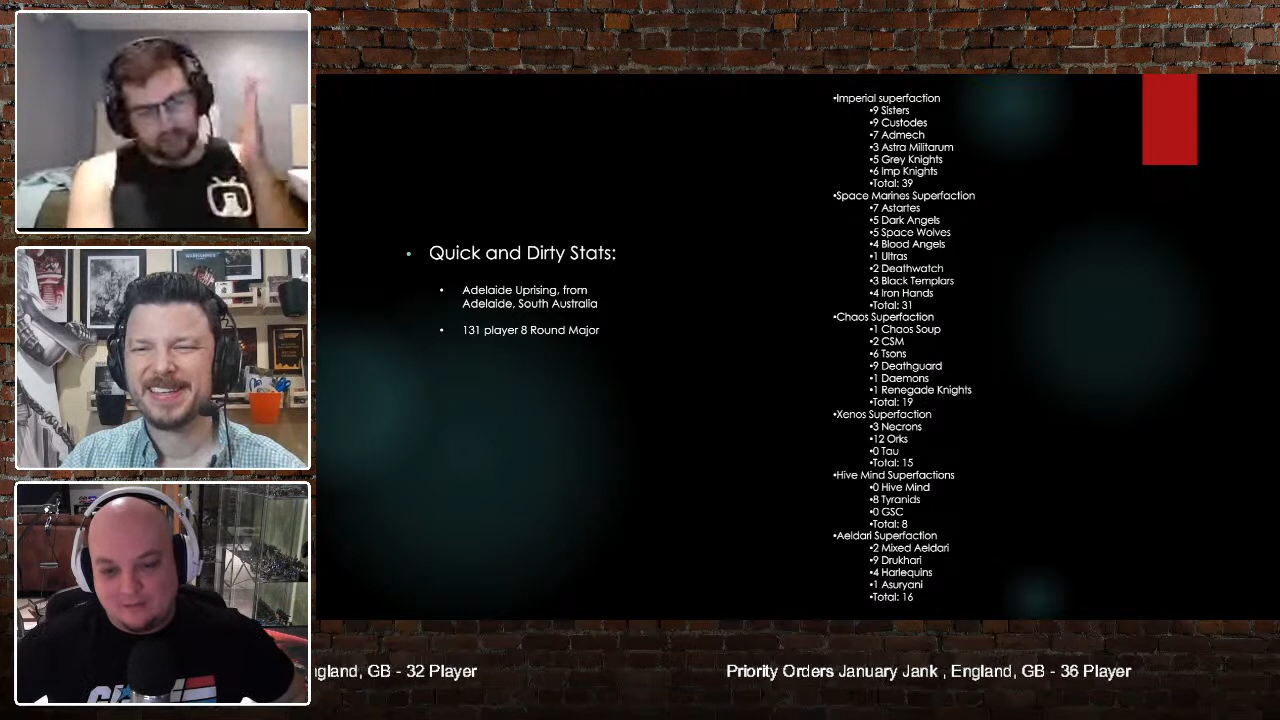 Quick and Dirty Stats:
Adelaide Uprising, from
Adelaide, South Australia
131 player 8 Round Major
•Imperial superfaction
•9 Sisters
•9 Custodes
•7 Admech
•3 Astra Militarum
•5 Grey Knights
•6 Imp Knights
•Total: 39
•Space Marines Superfaction
•7 Astartes
•5 Dark Angels
•5 Space Wolves
•4 Blood Angels
•1 Ultras
•2 Deathwatch
•3 Black Templars
•4 Iron Hands
•Total: 31
•Chaos Superfaction
•1 Chaos Soup
•2 CSM
•6 Tsons
•9 Deathguard
•1 Daemons
•1 Renegade Knights
•Total: 19
•Xenos Superfaction
•3 Necrons
•12 Orks
•0 Tau
•Total: 15
•Hive Mind Superfactions
•0 Hive Mind
•8 Tyranids
•0 GSC
•Total: 8
•Aeldari Superfaction
•2 Mixed Aeldari
•9 Drukhari
•4 Harlequins
•1 Asuryani
•Total: 16
ngland, GB - 32 Player
Priority Orders January Jank , England, GB - 36 Player